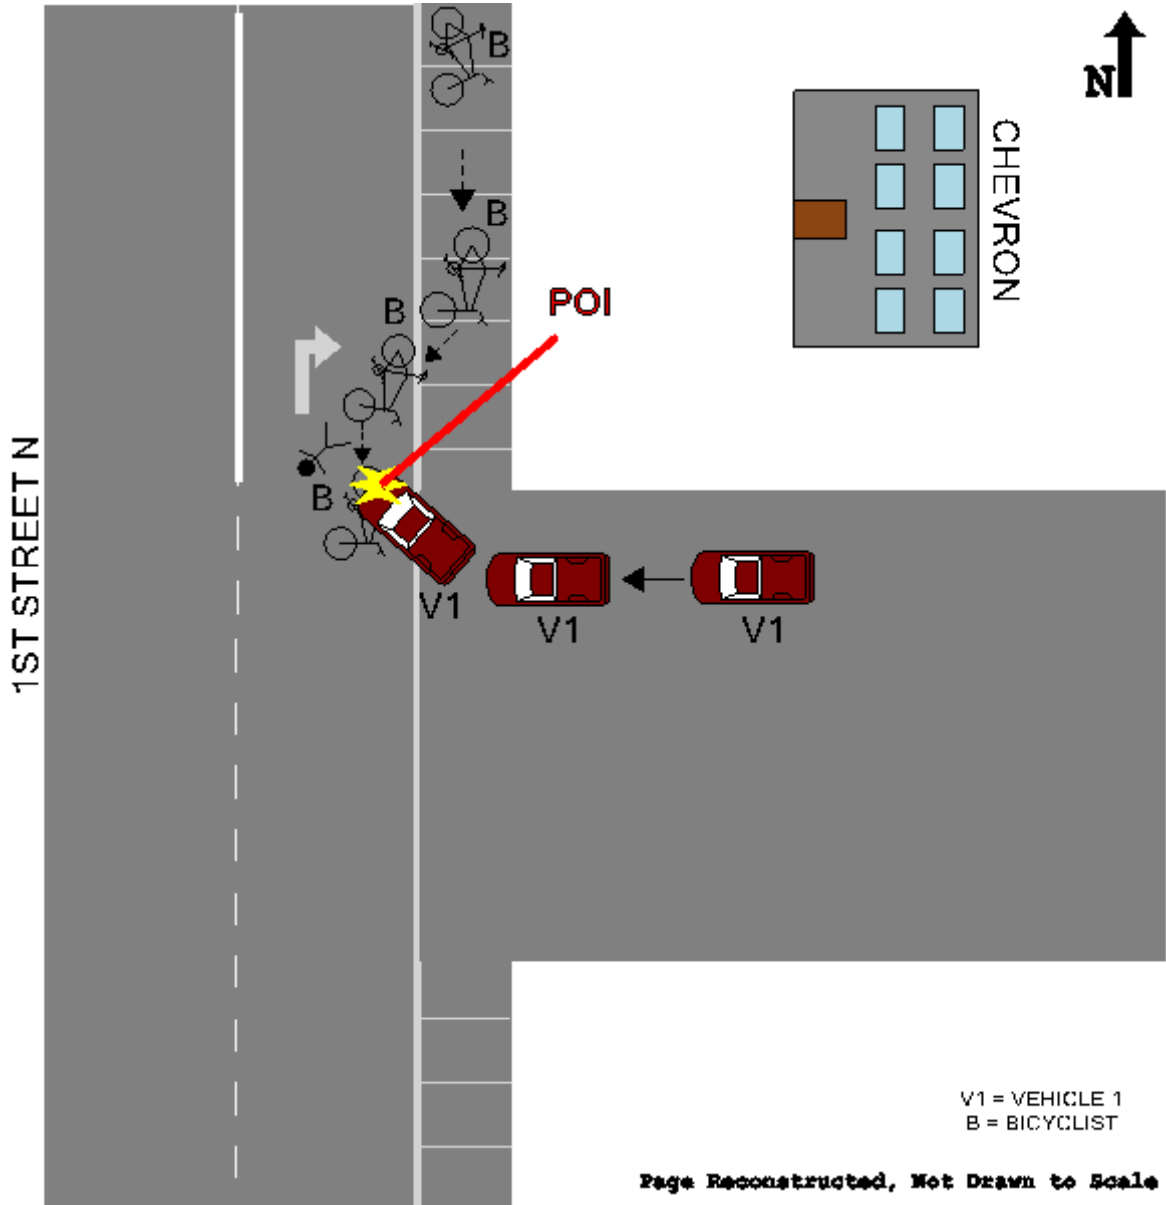 B
N
CHEVRON
B
POI
B
1ST STREET N
B
V1
V1
V1
V1 = VEHICLE 1
B = BICYCLIST
Page Reconstructed, Not Drawn to Scale